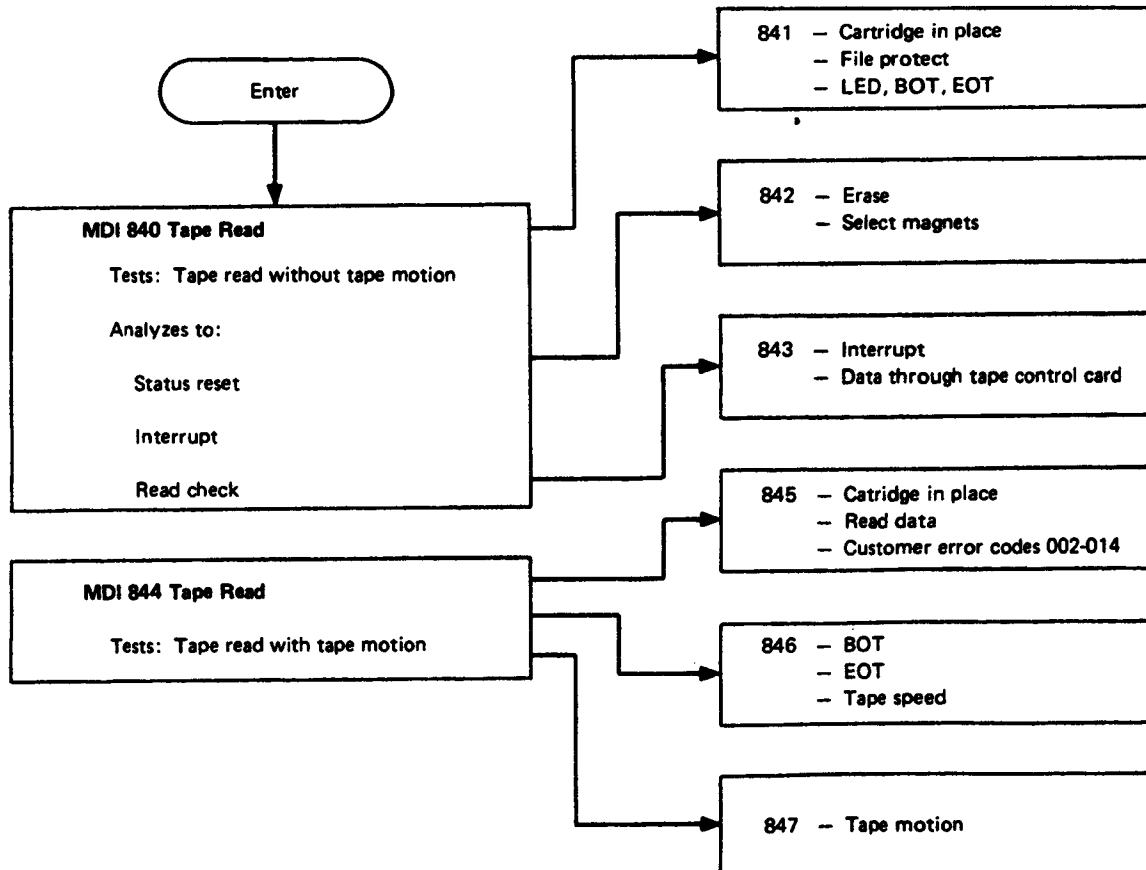 Enter
MDI 840 Tape Read
Tests: Tape read without tape motion
Analyzes to:
Status reset
Interrupt
Read check
MDI 844 Tape Read
Tests: Tape read with tape motion
841 – Cartridge in place
– File protect
– LED, BOT, EOT
842 – Erase
– Select magnets
843 – Interrupt
– Data through tape control card
845 – Catridge in place
– Read data
– Customer error codes 002-014
846 – BOT
– EOT
– Tape speed
847 – Tape motion